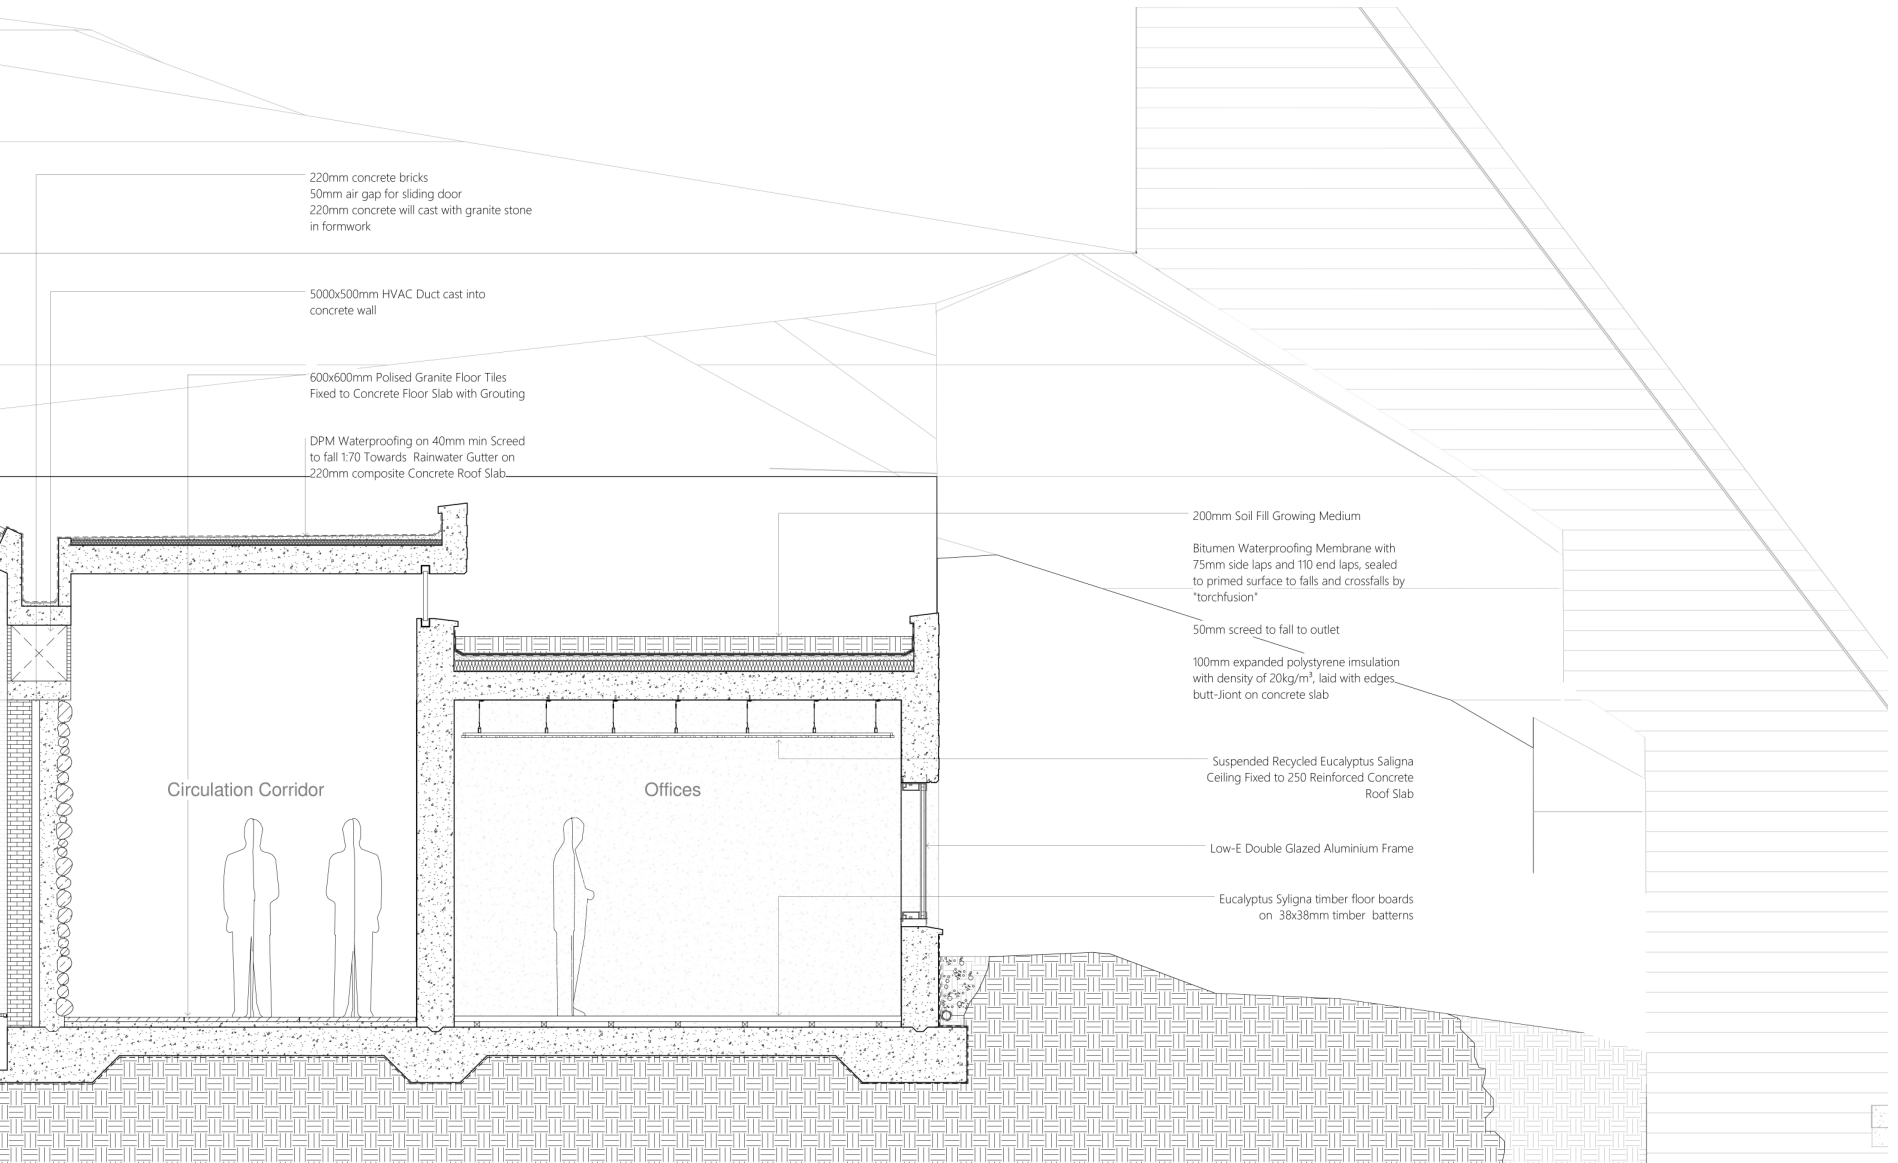 220mm concrete bricks
50mm air gap for sliding door
220mm concrete will cast with granite stone
in formwork
5000x500mm HVAC Duct cast into
concrete wall
600x600mm Polised Granite Floor Tiles
Fixed to Concrete Floor Slab with Grouting
DPM Waterproofing on 40mm min Screed
to fall 1:70 Towards Rainwater Gutter on
220mm composite Concrete Roof Slab
200mm Soil Fill Growing Medium
Bitumen Waterproofing Membrane with
75mm side laps and 110 end laps, sealed
to primed surface to falls and crossfalls by
"torchfusion"
50mm screed to fall to outlet
100mm expanded polystyrene imsulation
with density of 20kg/m³, laid with edges
butt-Jiont on concrete slab
Suspended Recycled Eucalyptus Saligna
Ceiling Fixed to 250 Reinforced Concrete
Roof Slab
Circulation Corridor
Offices
Low-E Double Glazed Aluminium Frame
Eucalyptus Syligna timber floor boards
on 38x38mm timber batterns